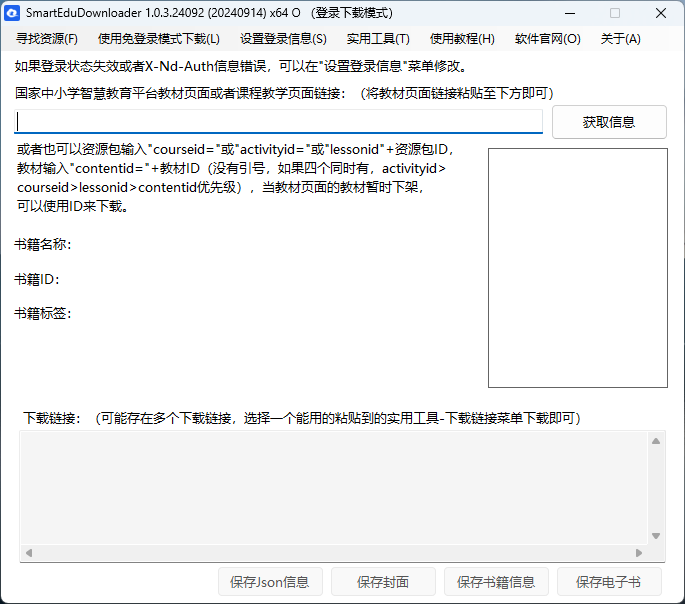 SmartEduDownloader 1.0.3.24092 (20240914) x64 O （登录下载模式）
寻找资源(F) 使用免登录模式下载(L) 设置登录信息(S) 实用工具(T) 使用教程(H) 软件官网(O) 关于(A)
如果登录状态失效或者X-Nd-Auth信息错误，可以在"设置登录信息"菜单修改。
国家中小学智慧教育平台教材页面或者课程教学页面链接：（将教材页面链接粘贴至下方即可）
获取信息
或者也可以资源包输入"courseid="或"activityid="或"lessonid"+资源包ID，
教材输入"contentid="+教材ID（没有引号，如果四个同时有，activityid>
courseid>lessonid>contentid优先级），当教材页面的教材暂时下架，
可以使用ID来下载。
书籍名称：
书籍ID：
书籍标签：
下载链接：（可能存在多个下载链接，选择一个能用的粘贴到的实用工具-下载链接菜单下载即可）
保存Json信息 保存封面 保存书籍信息 保存电子书